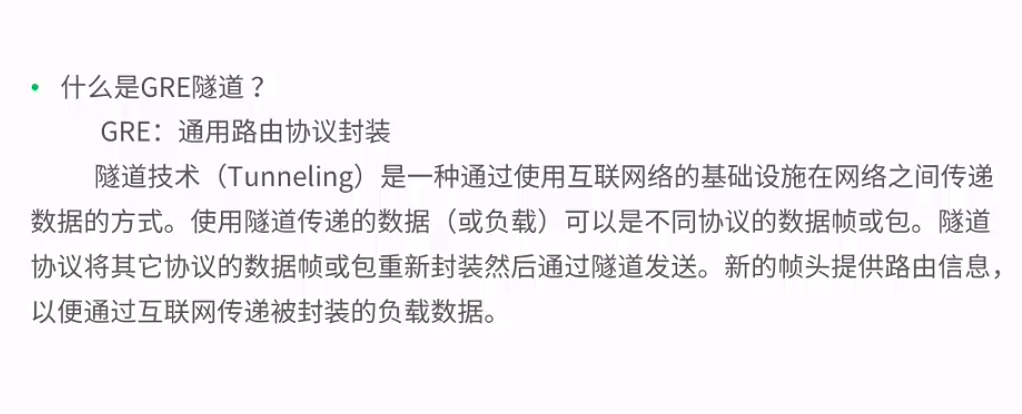 • 什么是GRE隧道？
GRE：通用路由协议封装
隧道技术（Tunneling）是一种通过使用互联网络的基础设施在网络之间传递
数据的方式。使用隧道传递的数据（或负载）可以是不同协议的数据帧或包。隧道
协议将其它协议的数据帧或包重新封装然后通过隧道发送。新的帧头提供路由信息，
以便通过互联网传递被封装的负载数据。